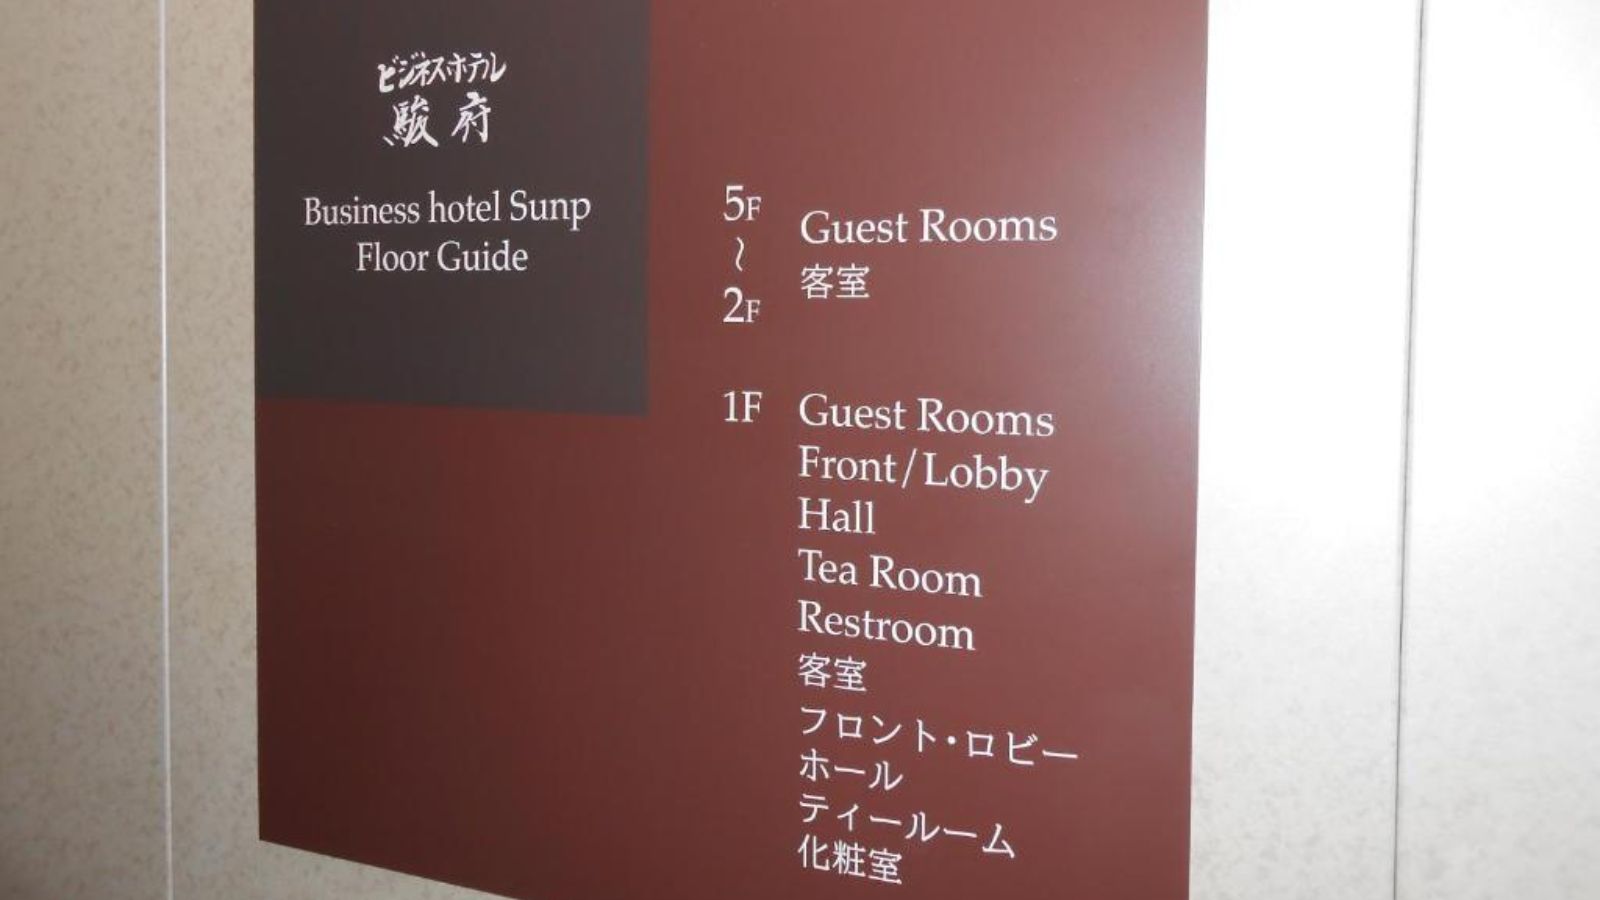 ビジネスホテル
駿府
Business hotel Sunp
Floor Guide
5F
〜
2F
Guest Rooms
客室
1F
Guest Rooms
Front/Lobby
Hall
Tea Room
Restroom
客室
フロント・ロビー
ホール
ティールーム
化粧室